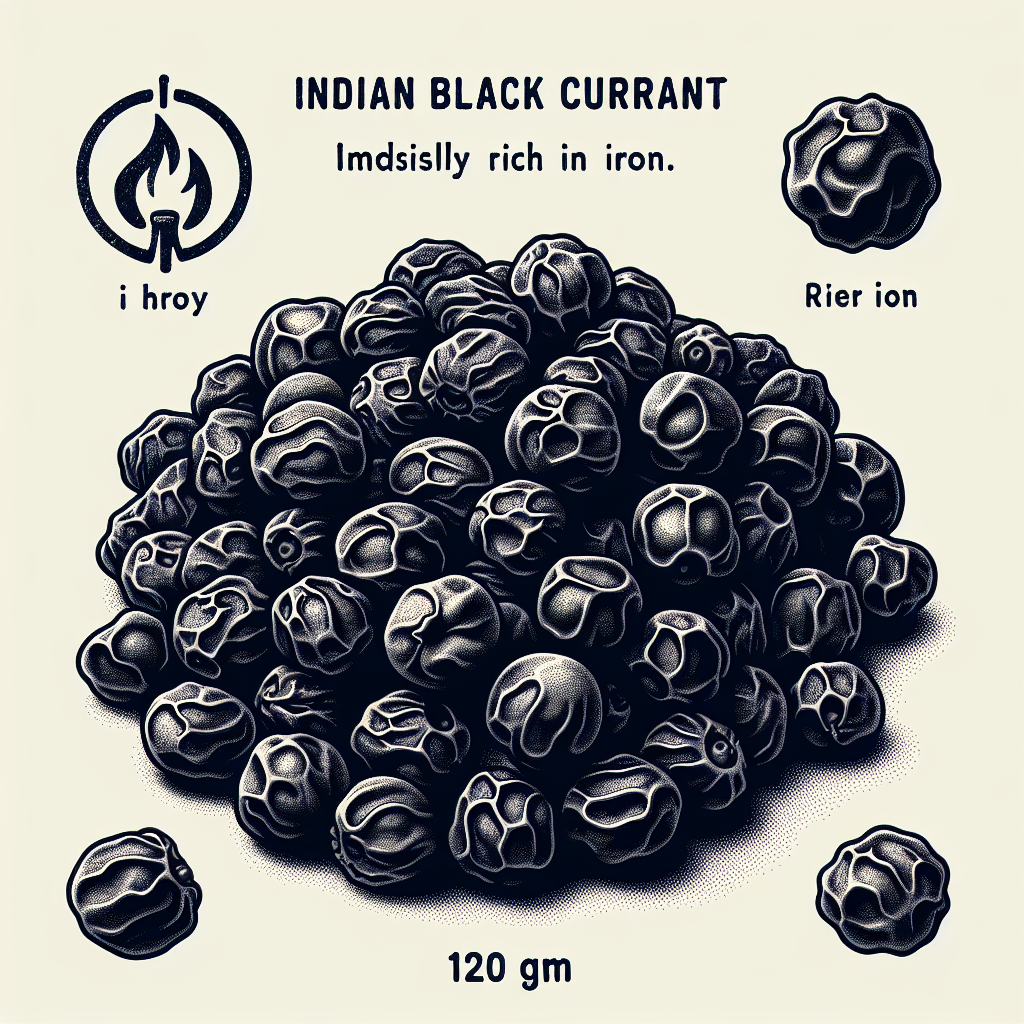 INDIAN BLACK CURRANT
Imdsislly rich in iron.
i hroy
Rier ion
120 gm